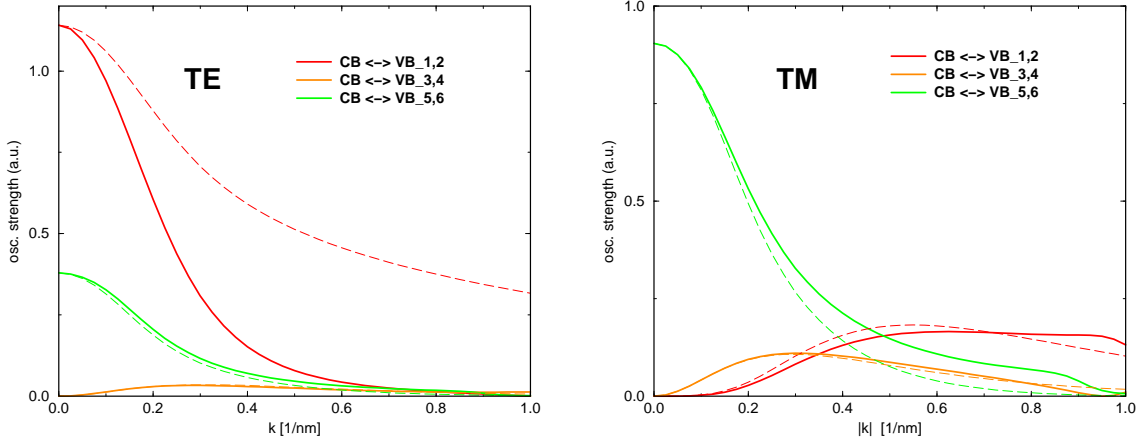 TE
CB <-> VB_1,2
CB <-> VB_3,4
CB <-> VB_5,6
osc. strength (a.u.)
1.0
0.5
0.0
0.0 0.2 0.4 0.6 0.8 1.0
k [1/nm]
TM
CB <-> VB_1,2
CB <-> VB_3,4
CB <-> VB_5,6
osc. strength (a.u.)
1.0
0.5
0.0
0.0 0.2 0.4 0.6 0.8 1.0
|k| [1/nm]